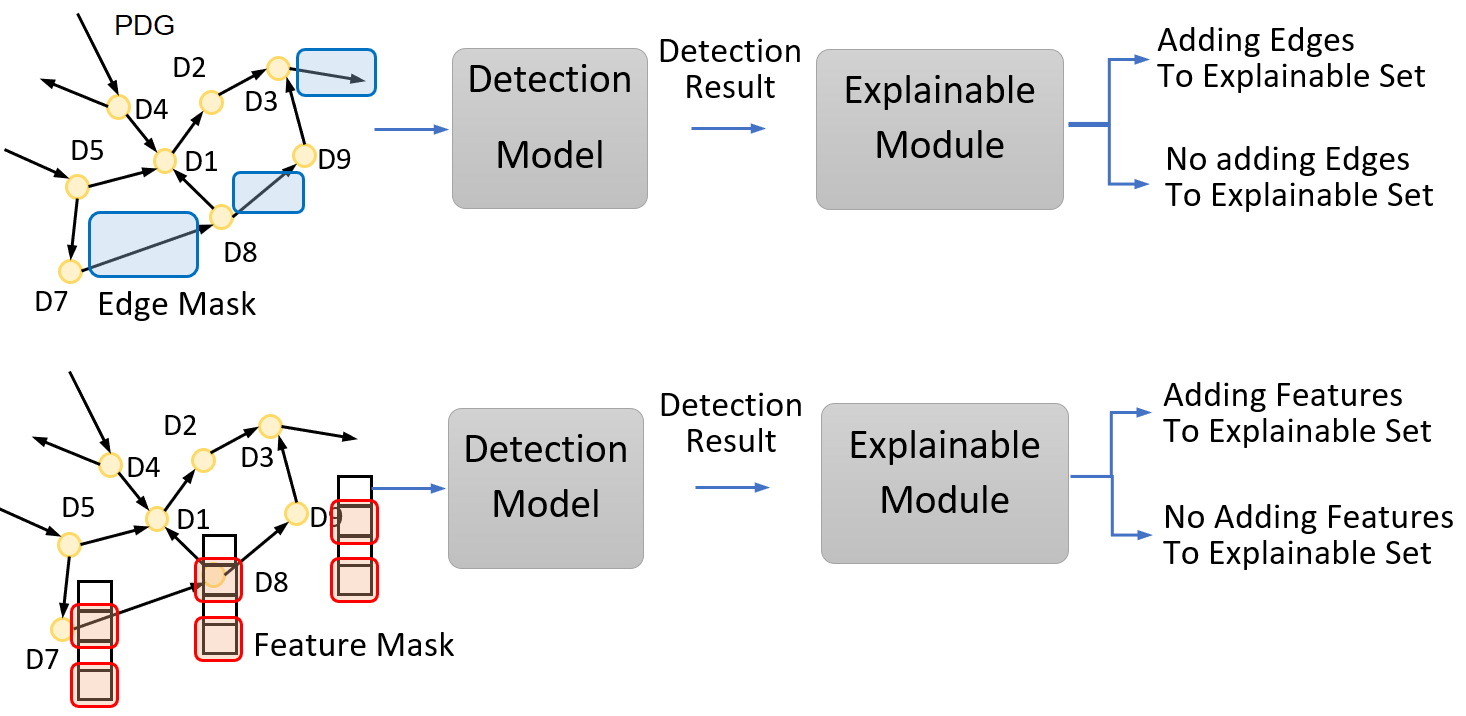 PDG
D2
D4
D3
D5
D1
D9
D8
D7
Edge Mask
Detection
Model
Detection
Result
Explainable
Module
Adding Edges
To Explainable Set
No adding Edges
To Explainable Set
D2
D4
D3
D5
D1
D9
D8
D7
Feature Mask
Detection
Model
Detection
Result
Explainable
Module
Adding Features
To Explainable Set
No Adding Features
To Explainable Set